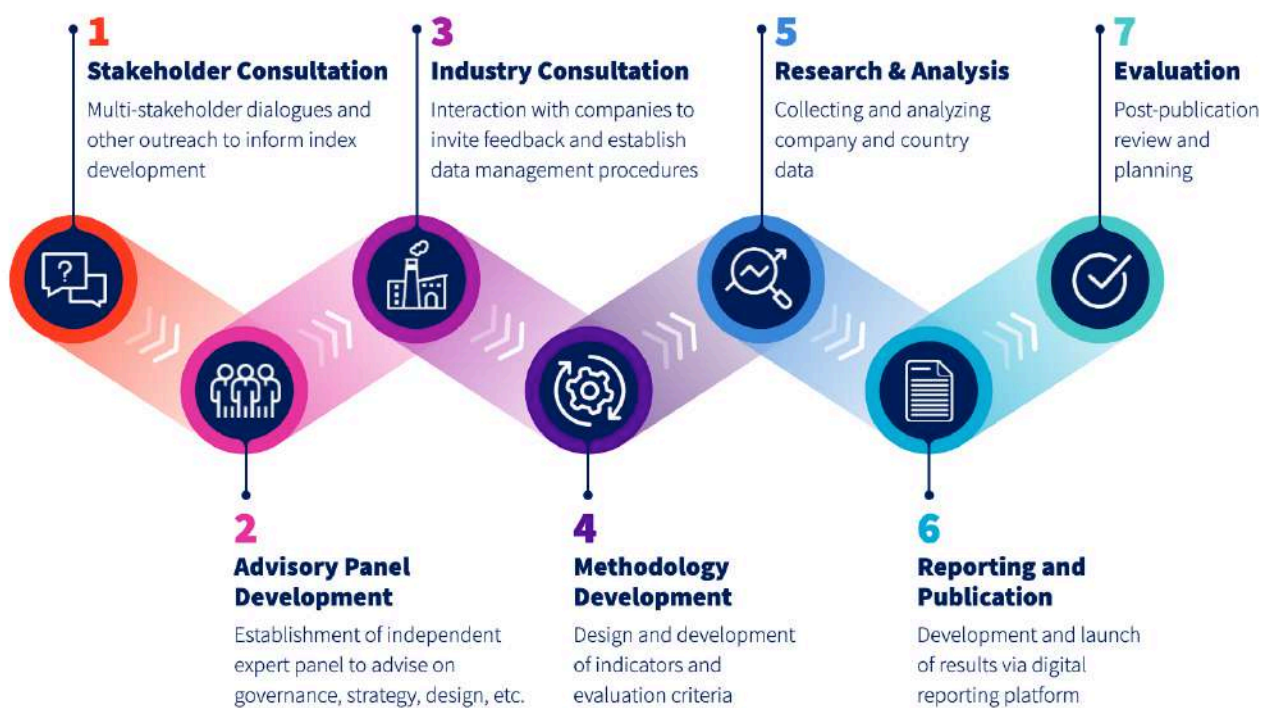 1
Stakeholder Consultation
Multi-stakeholder dialogues and
other outreach to inform index
development
2
Advisory Panel
Development
Establishment of independent
expert panel to advise on
governance, strategy, design, etc.
3
Industry Consultation
Interaction with companies to
invite feedback and establish
data management procedures
4
Methodology
Development
Design and development
of indicators and
evaluation criteria
5
Research & Analysis
Collecting and analyzing
company and country
data
6
Reporting and
Publication
Development and launch
of results via digital
reporting platform
7
Evaluation
Post-publication
review and
planning
?